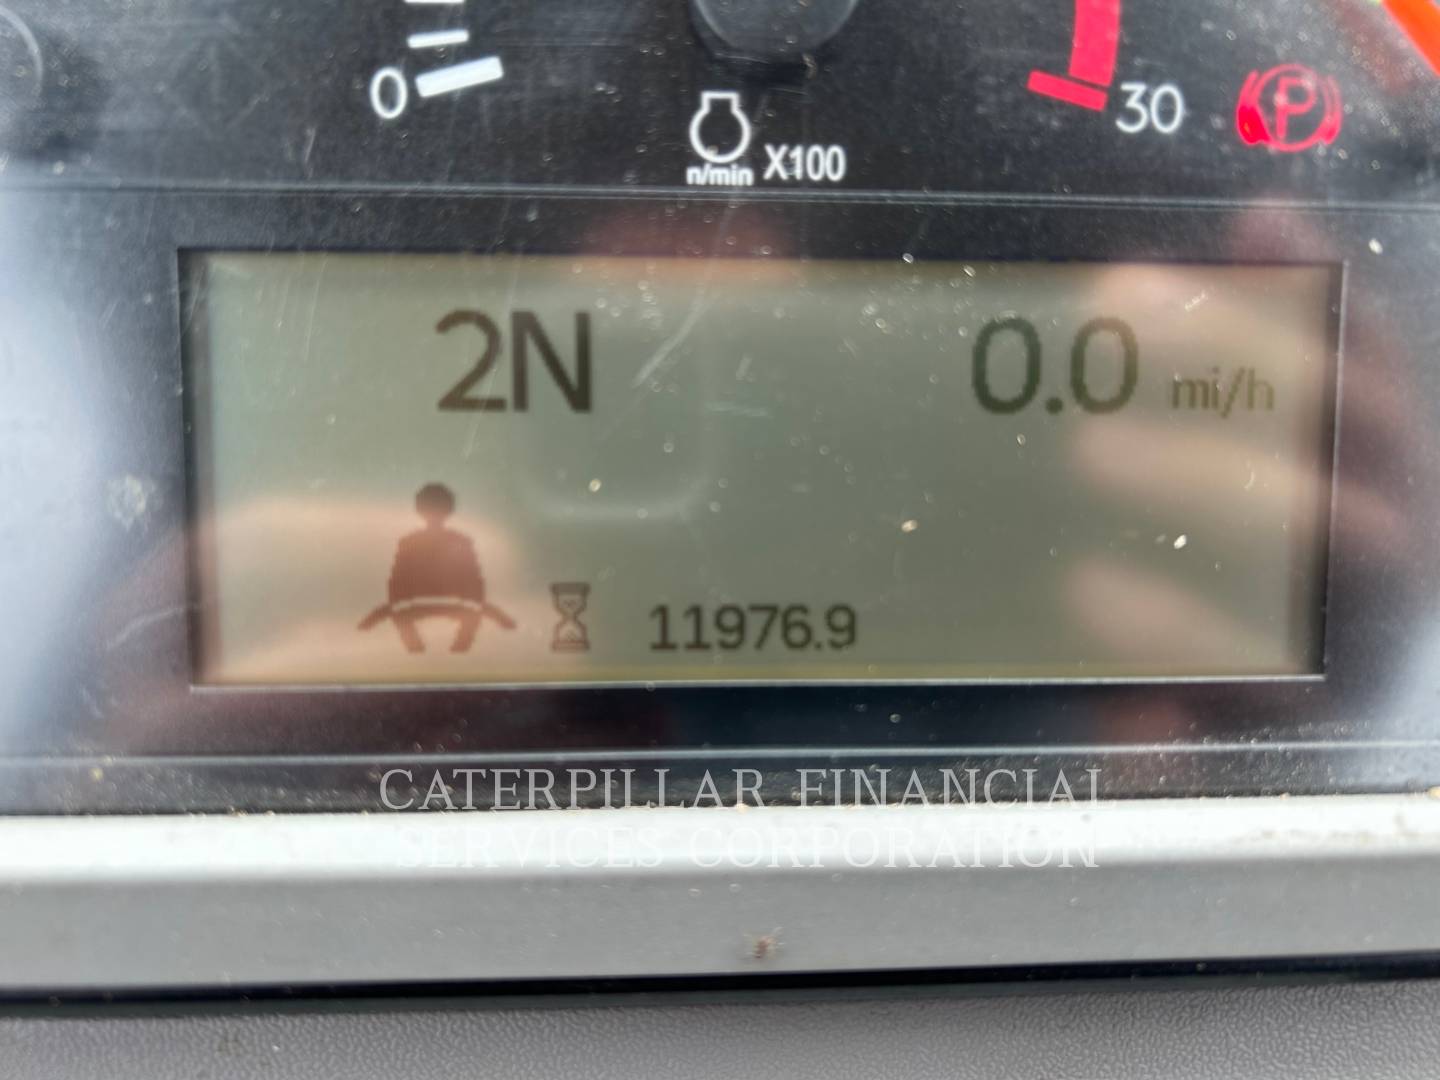 0
30
P
n/min X100
2N 0.0 mi/h
11976.9
CATERPILLAR FINANCIAL
SERVICES CORPORATION